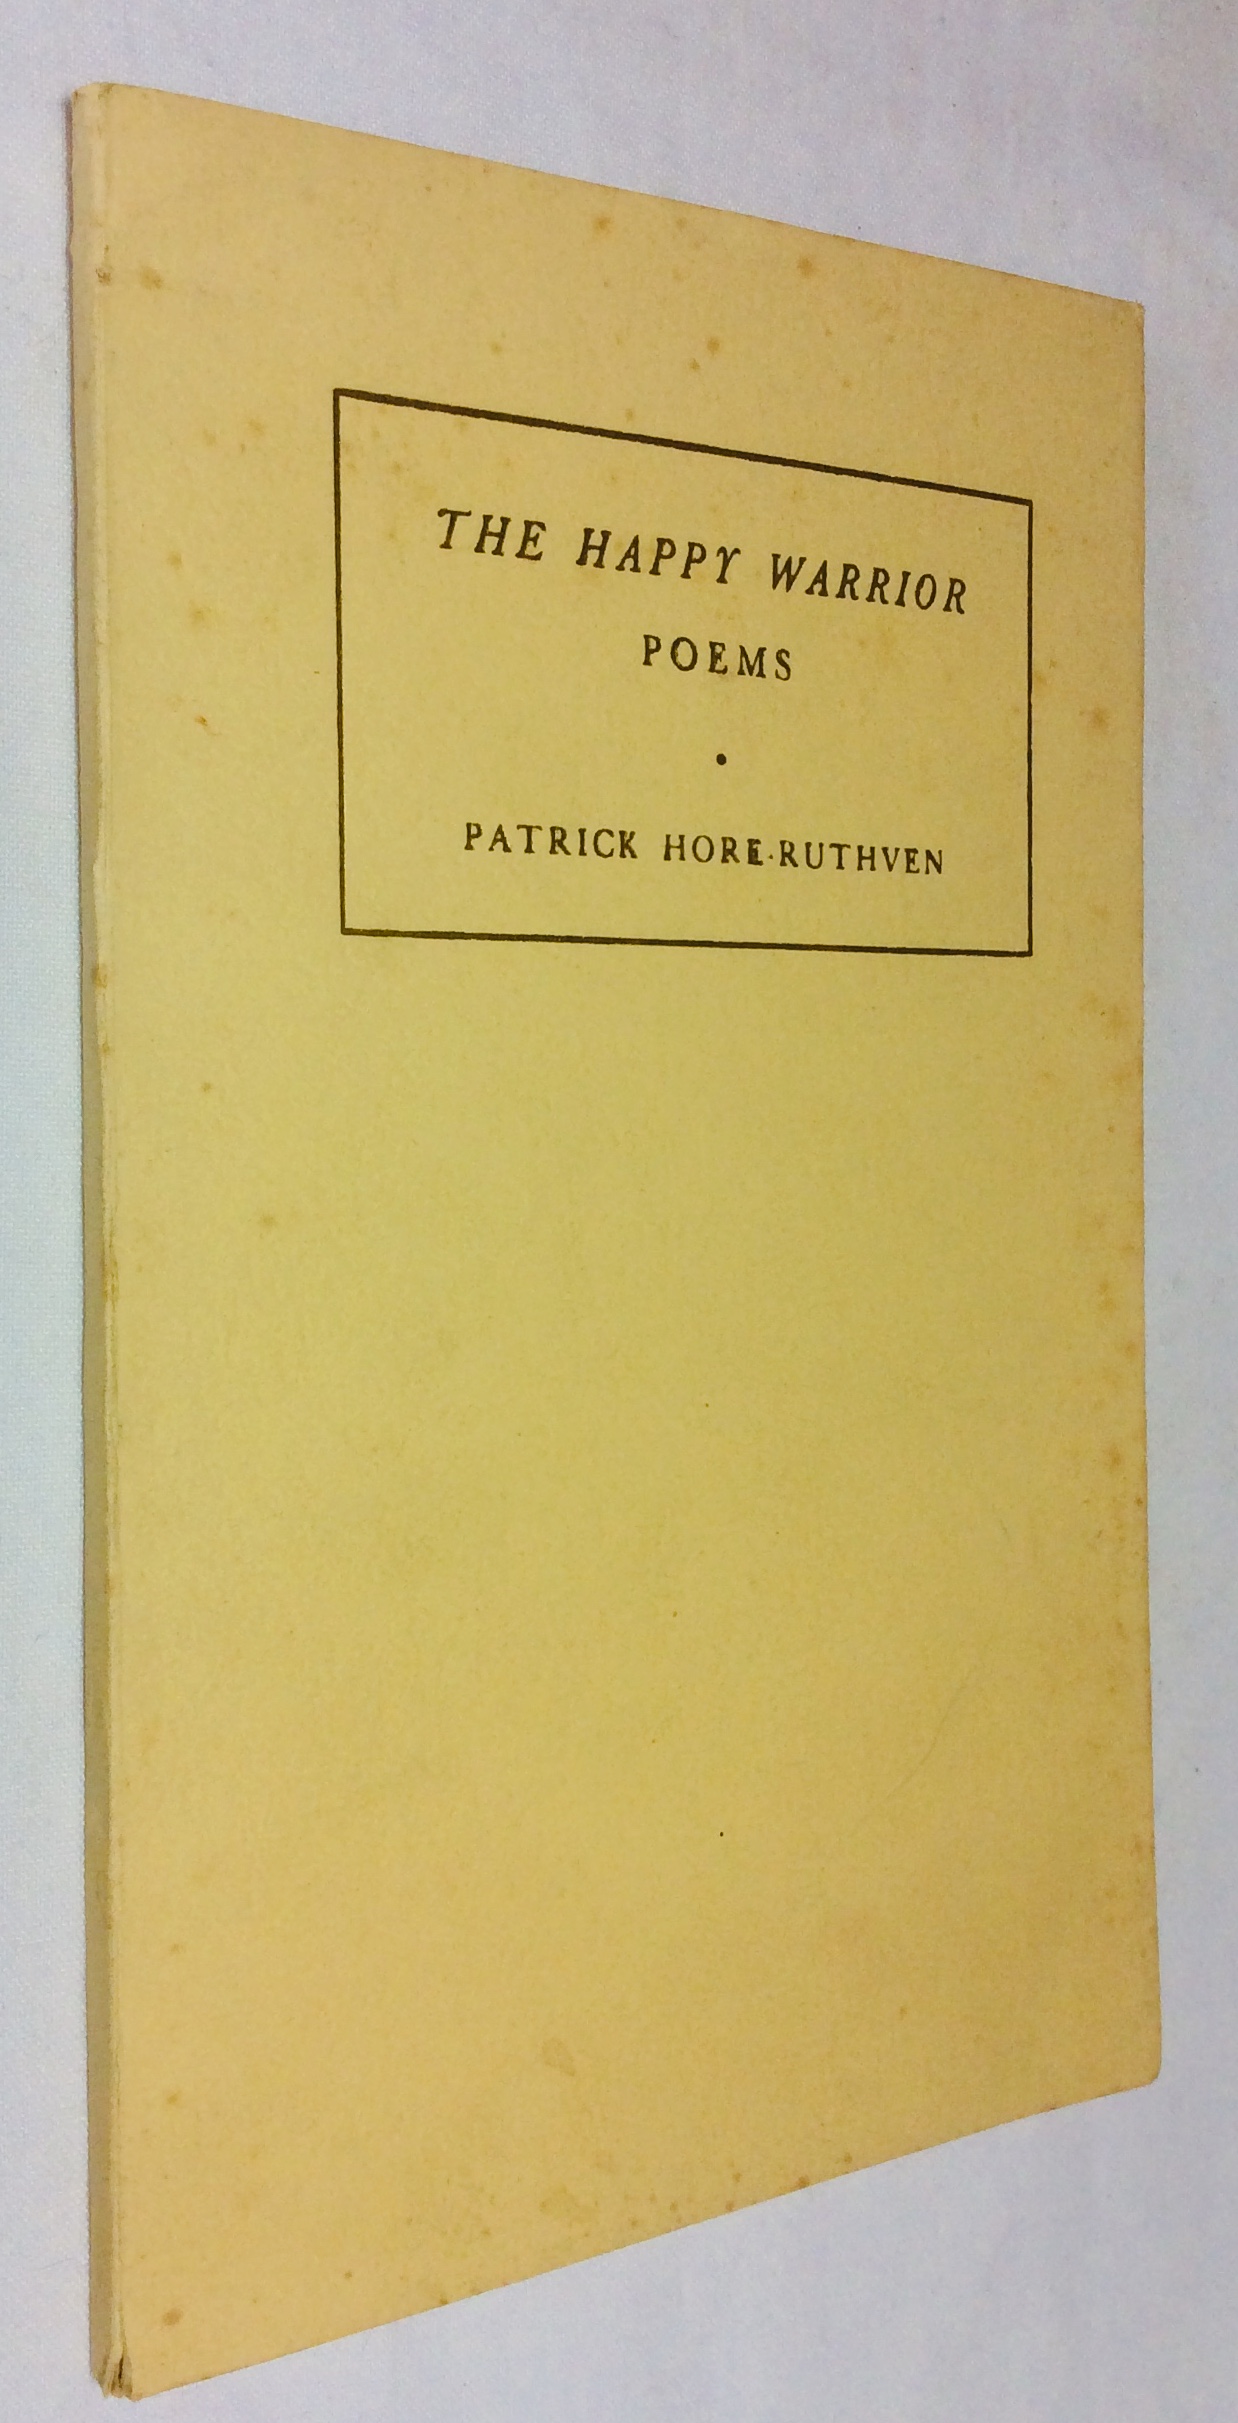 THE HAPPY WARRIOR
POEMS
•
PATRICK HORE-RUTHVEN